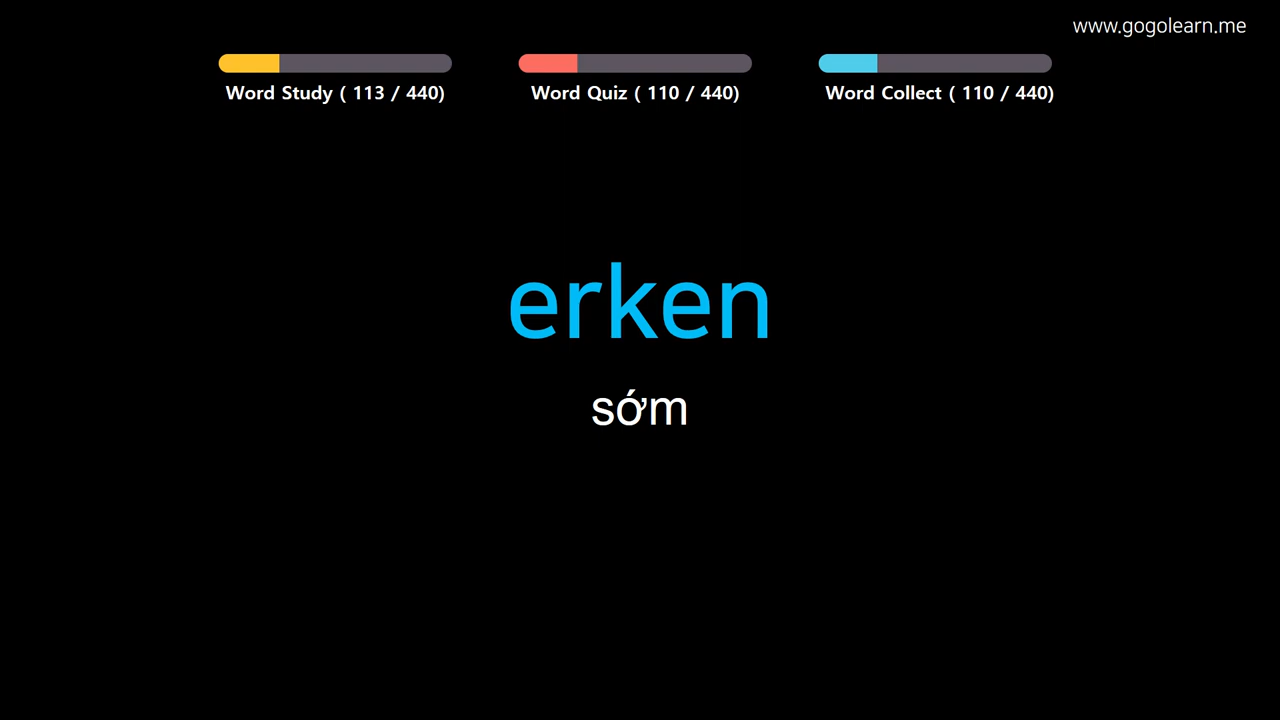 www.gogolearn.me
Word Study ( 113 / 440)
Word Quiz ( 110 / 440)
Word Collect ( 110 / 440)
erken
sớm